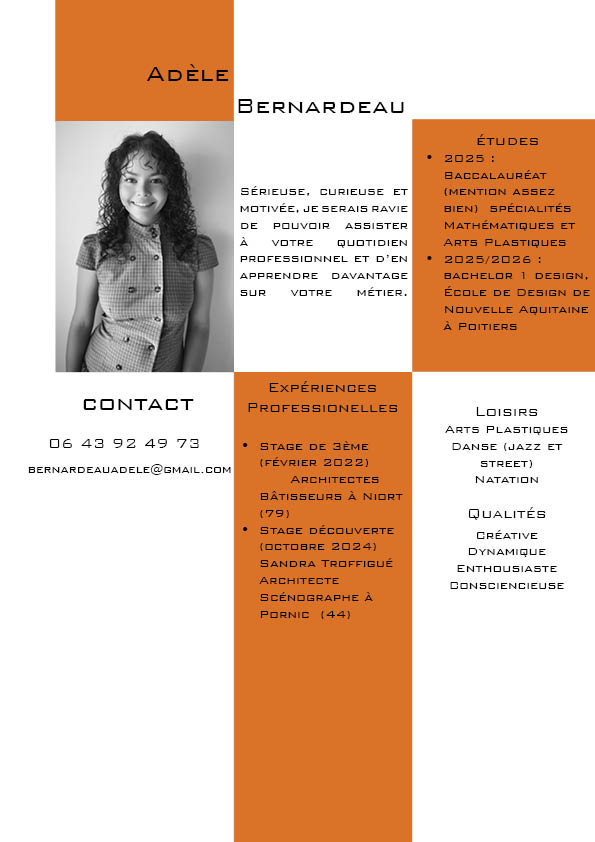 Adèle
Bernardeau
Sérieuse, curieuse et
motivée, je serais ravie
de pouvoir assister
à votre quotidien
professionnel et d'en
apprendre davantage
sur votre métier.
études
• 2025 :
Baccalauréat
(mention assez
bien) spécialités
Mathématiques et
Arts Plastiques
• 2025/2026 :
bachelor 1 design,
École de Design de
Nouvelle Aquitaine
à Poitiers
contact
06 43 92 49 73
bernardeauadele@gmail.com
Expériences
Professionelles
• Stage de 3ème
(février 2022)
Architectes
Bâtisseurs à Niort
(79)
• Stage découverte
(octobre 2024)
Sandra Troffigué
Architecte
Scénographe à
Pornic (44)
Loisirs
Arts Plastiques
Danse (jazz et
street)
Natation
Qualités
Créative
Dynamique
Enthousiaste
Consciencieuse